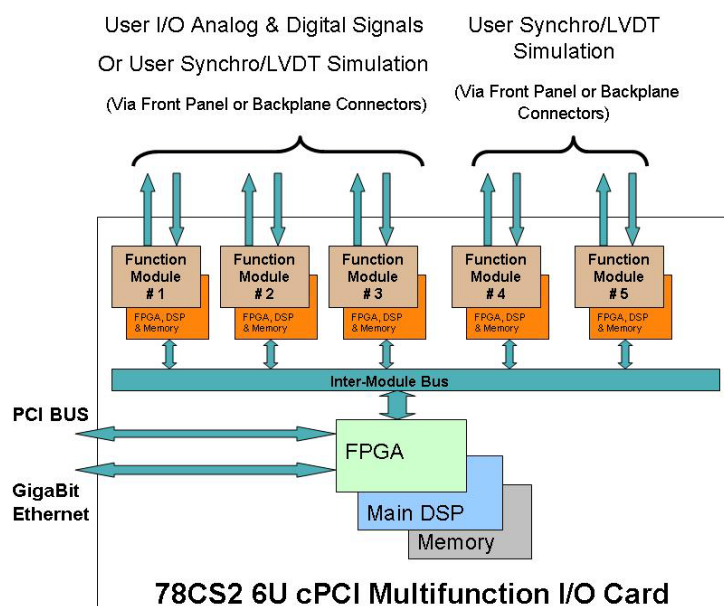 User I/O Analog & Digital Signals
Or User Synchro/LVDT Simulation
(Via Front Panel or Backplane Connectors)
User Synchro/LVDT
Simulation
(Via Front Panel or Backplane
Connectors)
Function
Module
# 1
FPGA, DSP
& Memory
Function
Module
# 2
FPGA, DSP
& Memory
Function
Module
# 3
FPGA, DSP
& Memory
Function
Module
# 4
FPGA, DSP
& Memory
Function
Module
# 5
FPGA, DSP
& Memory
Inter-Module Bus
PCI BUS
GigaBit
Ethernet
FPGA
Main DSP
Memory
78CS2 6U cPCI Multifunction I/O Card